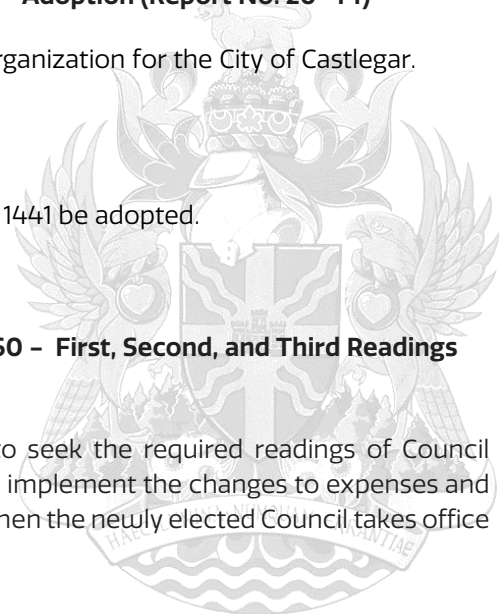 Adoption (Report No. 26-14)
rganization for the City of Castlegar.
1441 be adopted.
50 – First, Second, and Third Readings
to seek the required readings of Council
implement the changes to expenses and
hen the newly elected Council takes office